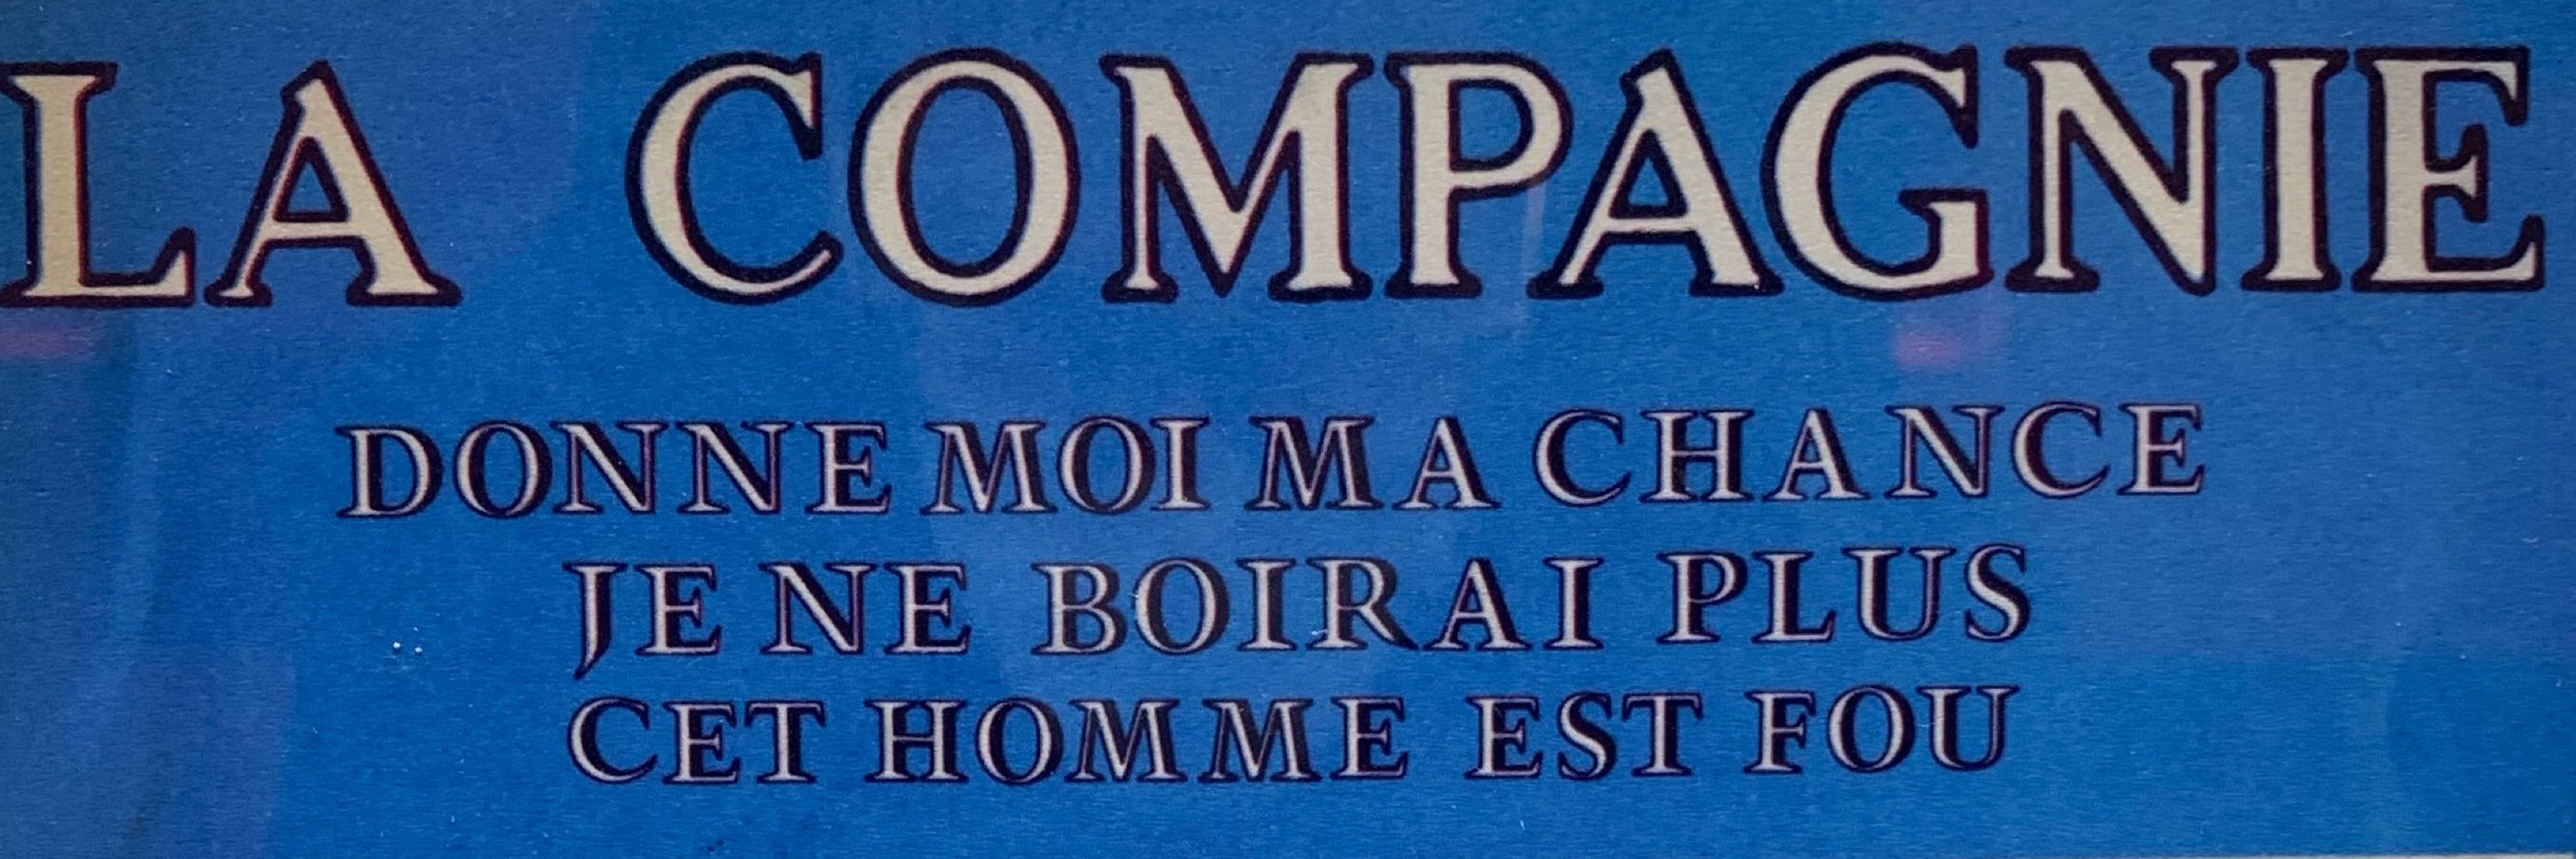 LA COMPAGNIE
DONNE MOI MA CHANCE
JE NE BOIRAI PLUS
CET HOMME EST FOU